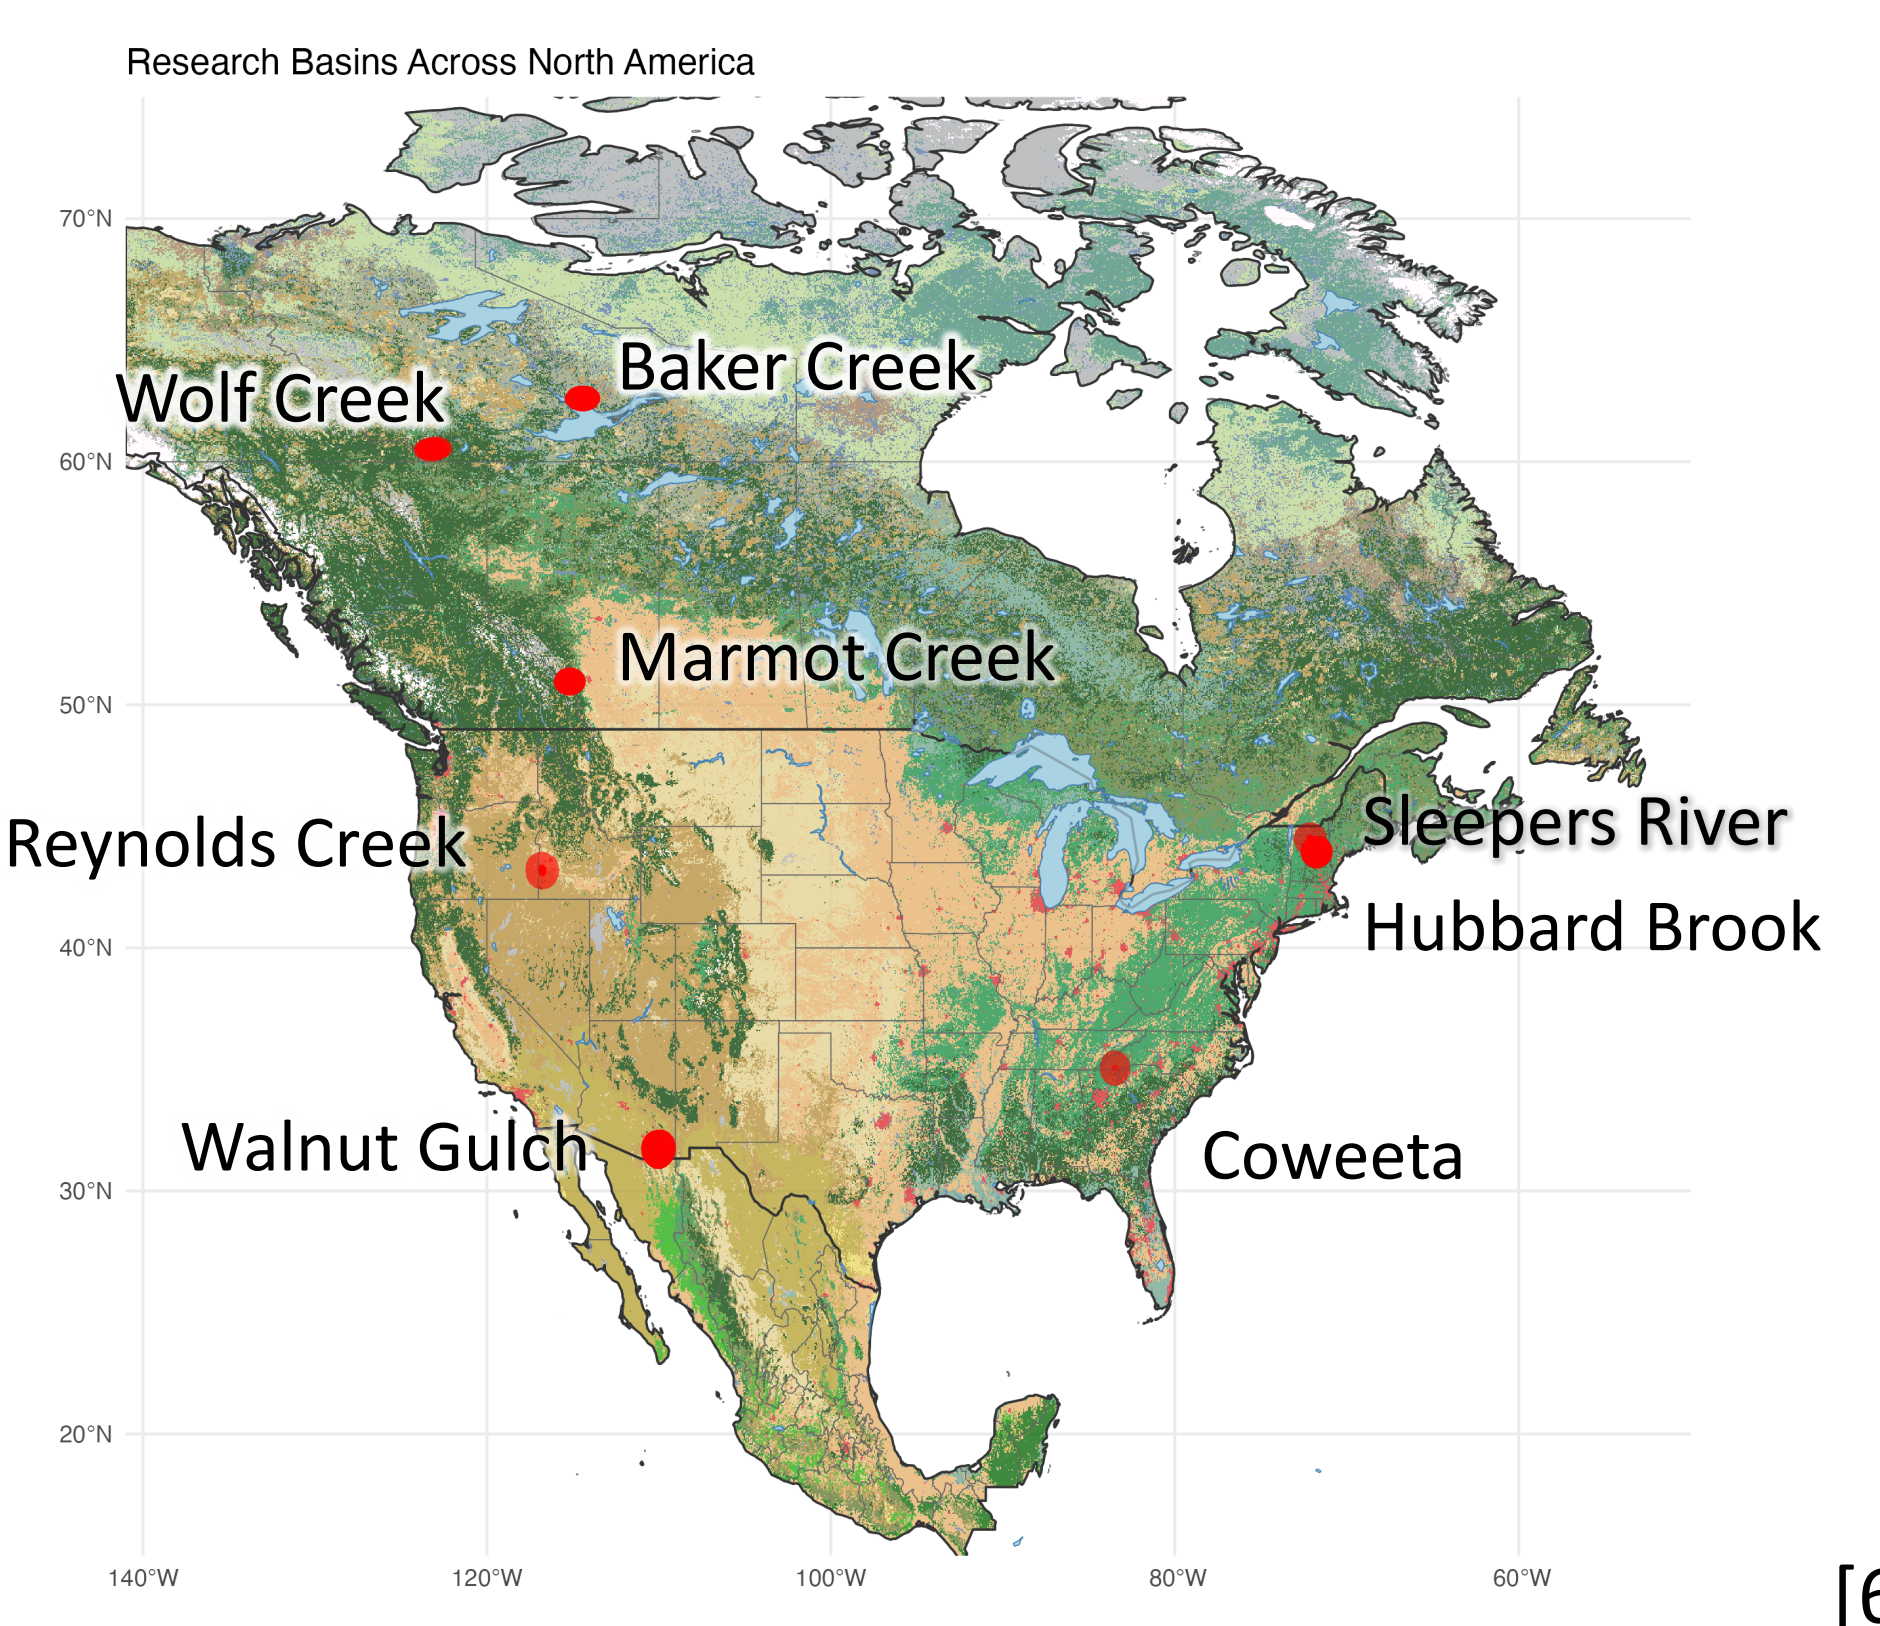 Research Basins Across North America
70°N
Baker Creek
Wolf Creek
60°N
Marmot Creek
50°N
Sleepers River
Reynolds Creek
Hubbard Brook
40°N
Walnut Gulch
Coweeta
30°N
20°N
140°W 120°W 100°W 80°W 60°W
[6